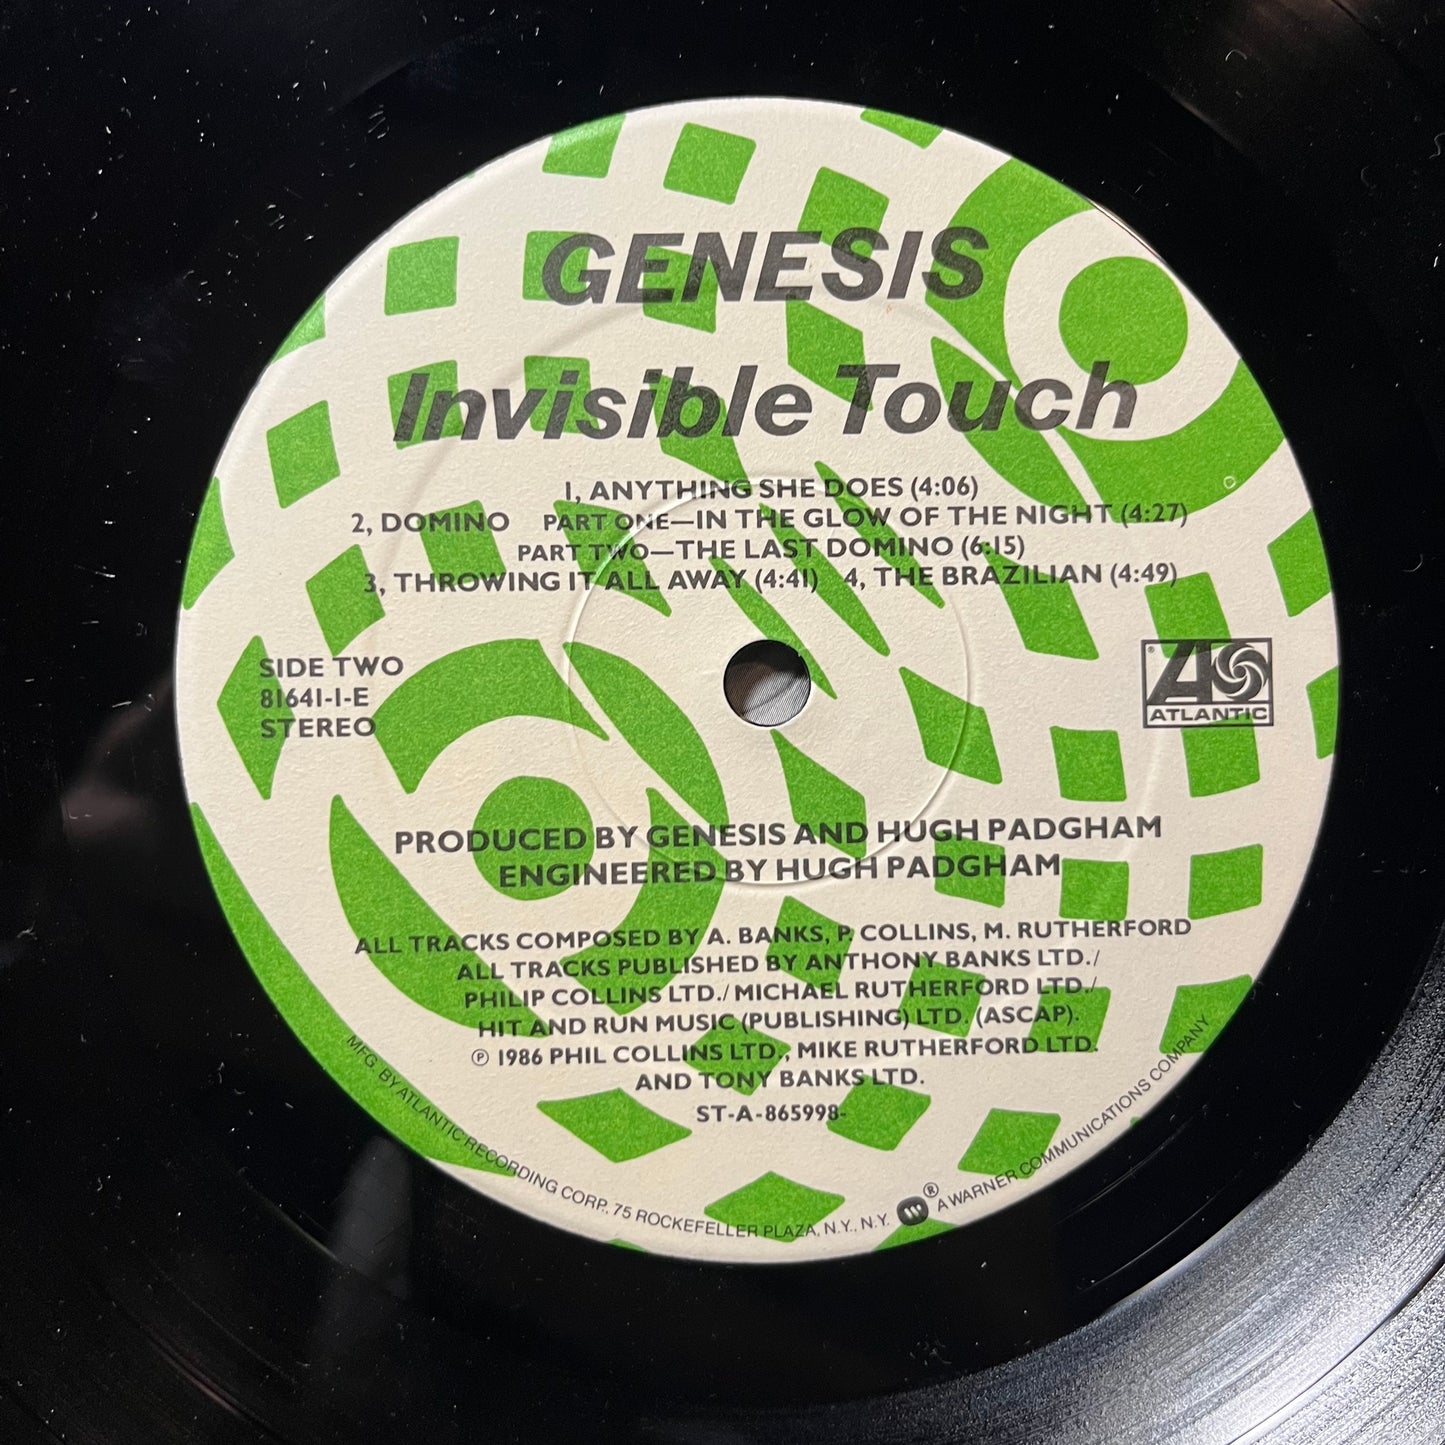 GENESIS
Invisible Touch
1, ANYTHING SHE DOES (4:06)
2, DOMINO PART ONE—IN THE GLOW OF THE NIGHT (4:27)
PART TWO—THE LAST DOMINO (6:15)
3, THROWING IT ALL AWAY (4:41) 4, THE BRAZILIAN (4:49)
SIDE TWO
81641-1-E
STEREO
® ATLANTIC
PRODUCED BY GENESIS AND HUGH PADGHAM
ENGINEERED BY HUGH PADGHAM
ALL TRACKS COMPOSED BY A. BANKS, P. COLLINS, M. RUTHERFORD
ALL TRACKS PUBLISHED BY ANTHONY BANKS LTD./
PHILIP COLLINS LTD./ MICHAEL RUTHERFORD LTD./
HIT AND RUN MUSIC (PUBLISHING) LTD. (ASCAP).
℗ 1986 PHIL COLLINS LTD., MIKE RUTHERFORD LTD.
AND TONY BANKS LTD.
ST-A-865998-
MFG. BY ATLANTIC RECORDING CORP., 75 ROCKEFELLER PLAZA, N.Y., N.Y. ® A WARNER COMMUNICATIONS COMPANY